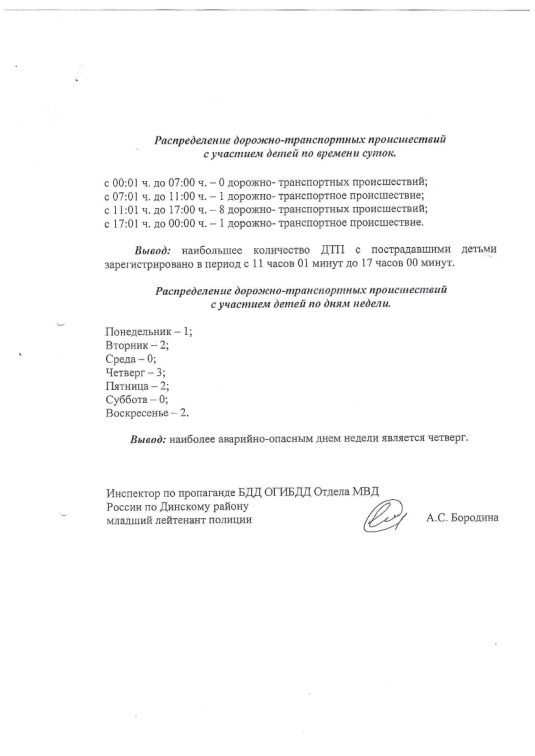 Распределение дорожно-транспортных происшествий
с участием детей по времени суток.
с 00:01 ч. до 07:00 ч. – 0 дорожно- транспортных происшествий;
с 07:01 ч. до 11:00 ч. – 1 дорожно- транспортное происшествие;
с 11:01 ч. до 17:00 ч. – 8 дорожно- транспортных происшествий;
с 17:01 ч. до 00:00 ч. – 1 дорожно- транспортное происшествие.
Вывод: наибольшее количество ДТП с пострадавшими детьми
зарегистрировано в период с 11 часов 01 минут до 17 часов 00 минут.
Распределение дорожно-транспортных происшествий
с участием детей по дням недели.
Понедельник – 1;
Вторник – 2;
Среда – 0;
Четверг – 3;
Пятница – 2;
Суббота – 0;
Воскресенье – 2.
Вывод: наиболее аварийно-опасным днем недели является четверг.
Инспектор по пропаганде БДД ОГИБДД Отдела МВД
России по Динскому району
младший лейтенант полиции А.С. Бородина